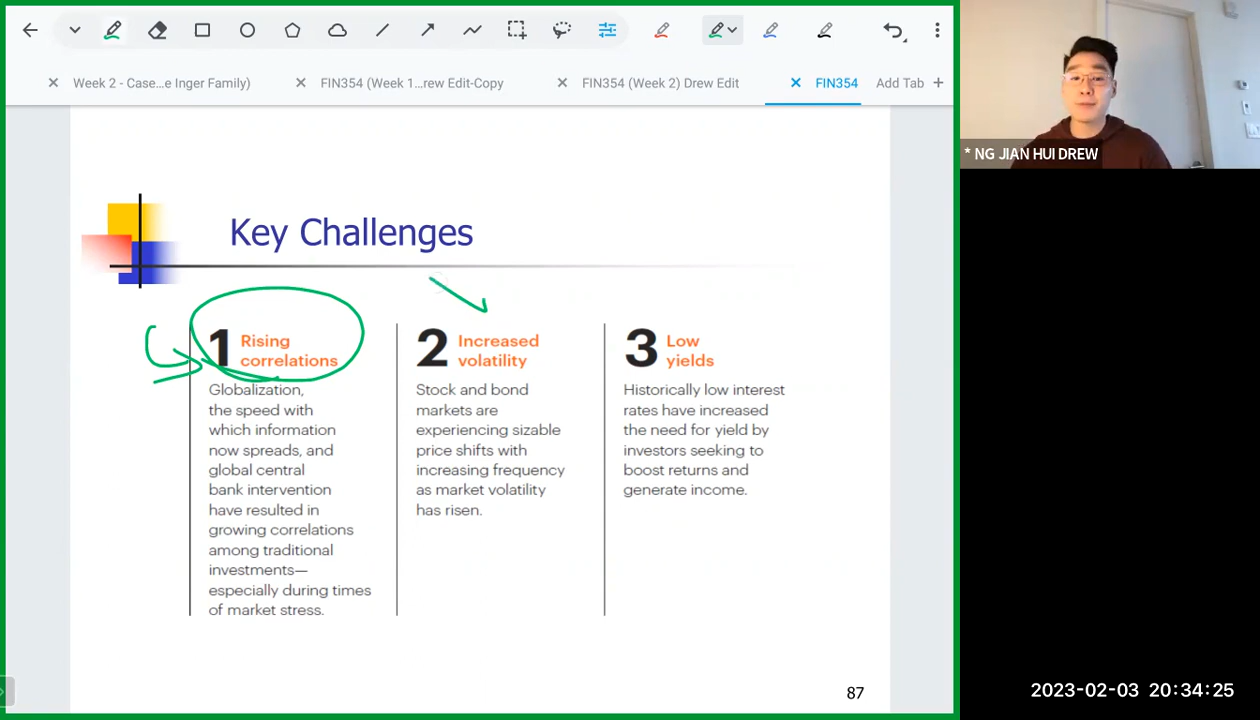 Week 2 - Case...e Inger Family)
FIN354 (Week 1...rew Edit-Copy
FIN354 (Week 2) Drew Edit
FIN354
Add Tab +
* NG JIAN HUI DREW
Key Challenges
1 Rising
correlations
Globalization,
the speed with
which information
now spreads, and
global central
bank intervention
have resulted in
growing correlations
among traditional
investments—
especially during times
of market stress.
2 Increased
volatility
Stock and bond
markets are
experiencing sizable
price shifts with
increasing frequency
as market volatility
has risen.
3 Low
yields
Historically low interest
rates have increased
the need for yield by
investors seeking to
boost returns and
generate income.
87
2023-02-03 20:34:25